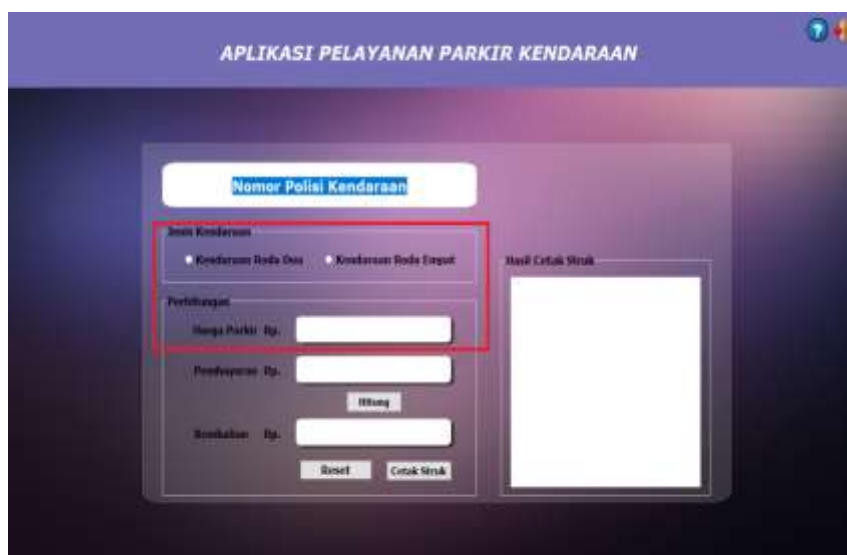 APLIKASI PELAYANAN PARKIR KENDARAAN
Nomor Polisi Kendaraan
Jenis Kendaraan
Kendaraan Roda Dua Kendaraan Roda Empat
Hasil Cetak Struk
Perhitungan
Harga Parkir Rp.
Pembayaran Rp.
Hitung
Kembalian Rp.
Reset Cetak Struk